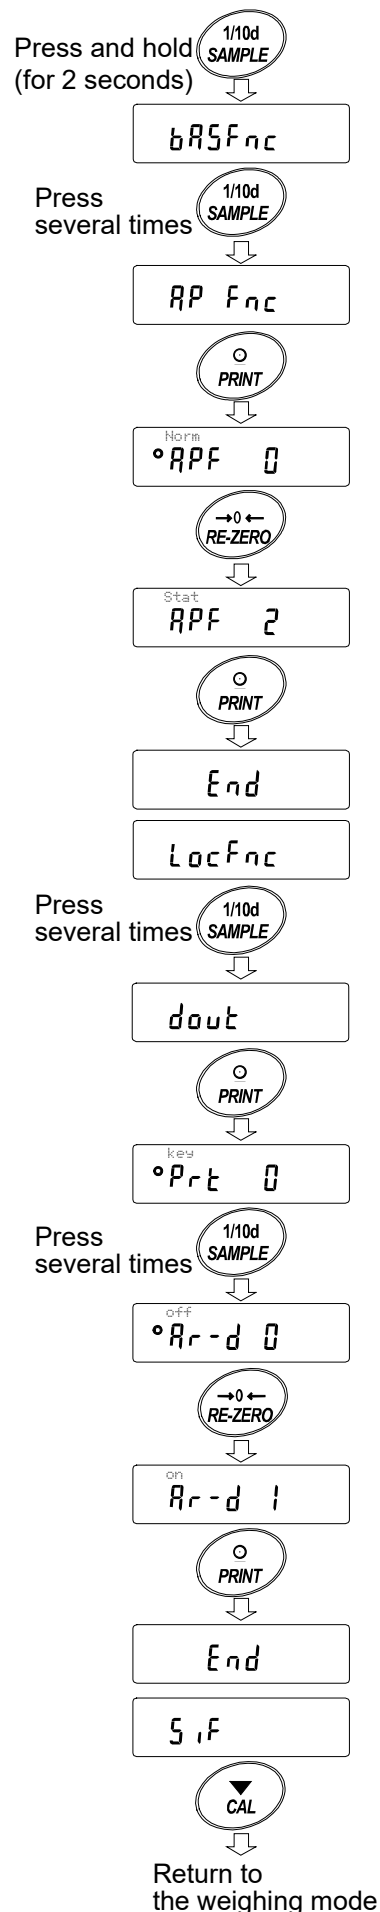 Press and hold
(for 2 seconds)
1/10d
SAMPLE
bASFnc
Press
several times
1/10d
SAMPLE
AP Fnc
PRINT
Norm
APF 0
→0←
RE-ZERO
Stat
APF 2
PRINT
End
LocFnc
Press
several times
1/10d
SAMPLE
dout
PRINT
key
Prt 0
Press
several times
1/10d
SAMPLE
off
Ar-d 0
→0←
RE-ZERO
on
Ar-d 1
PRINT
End
SiF
CAL
Return to
the weighing mode